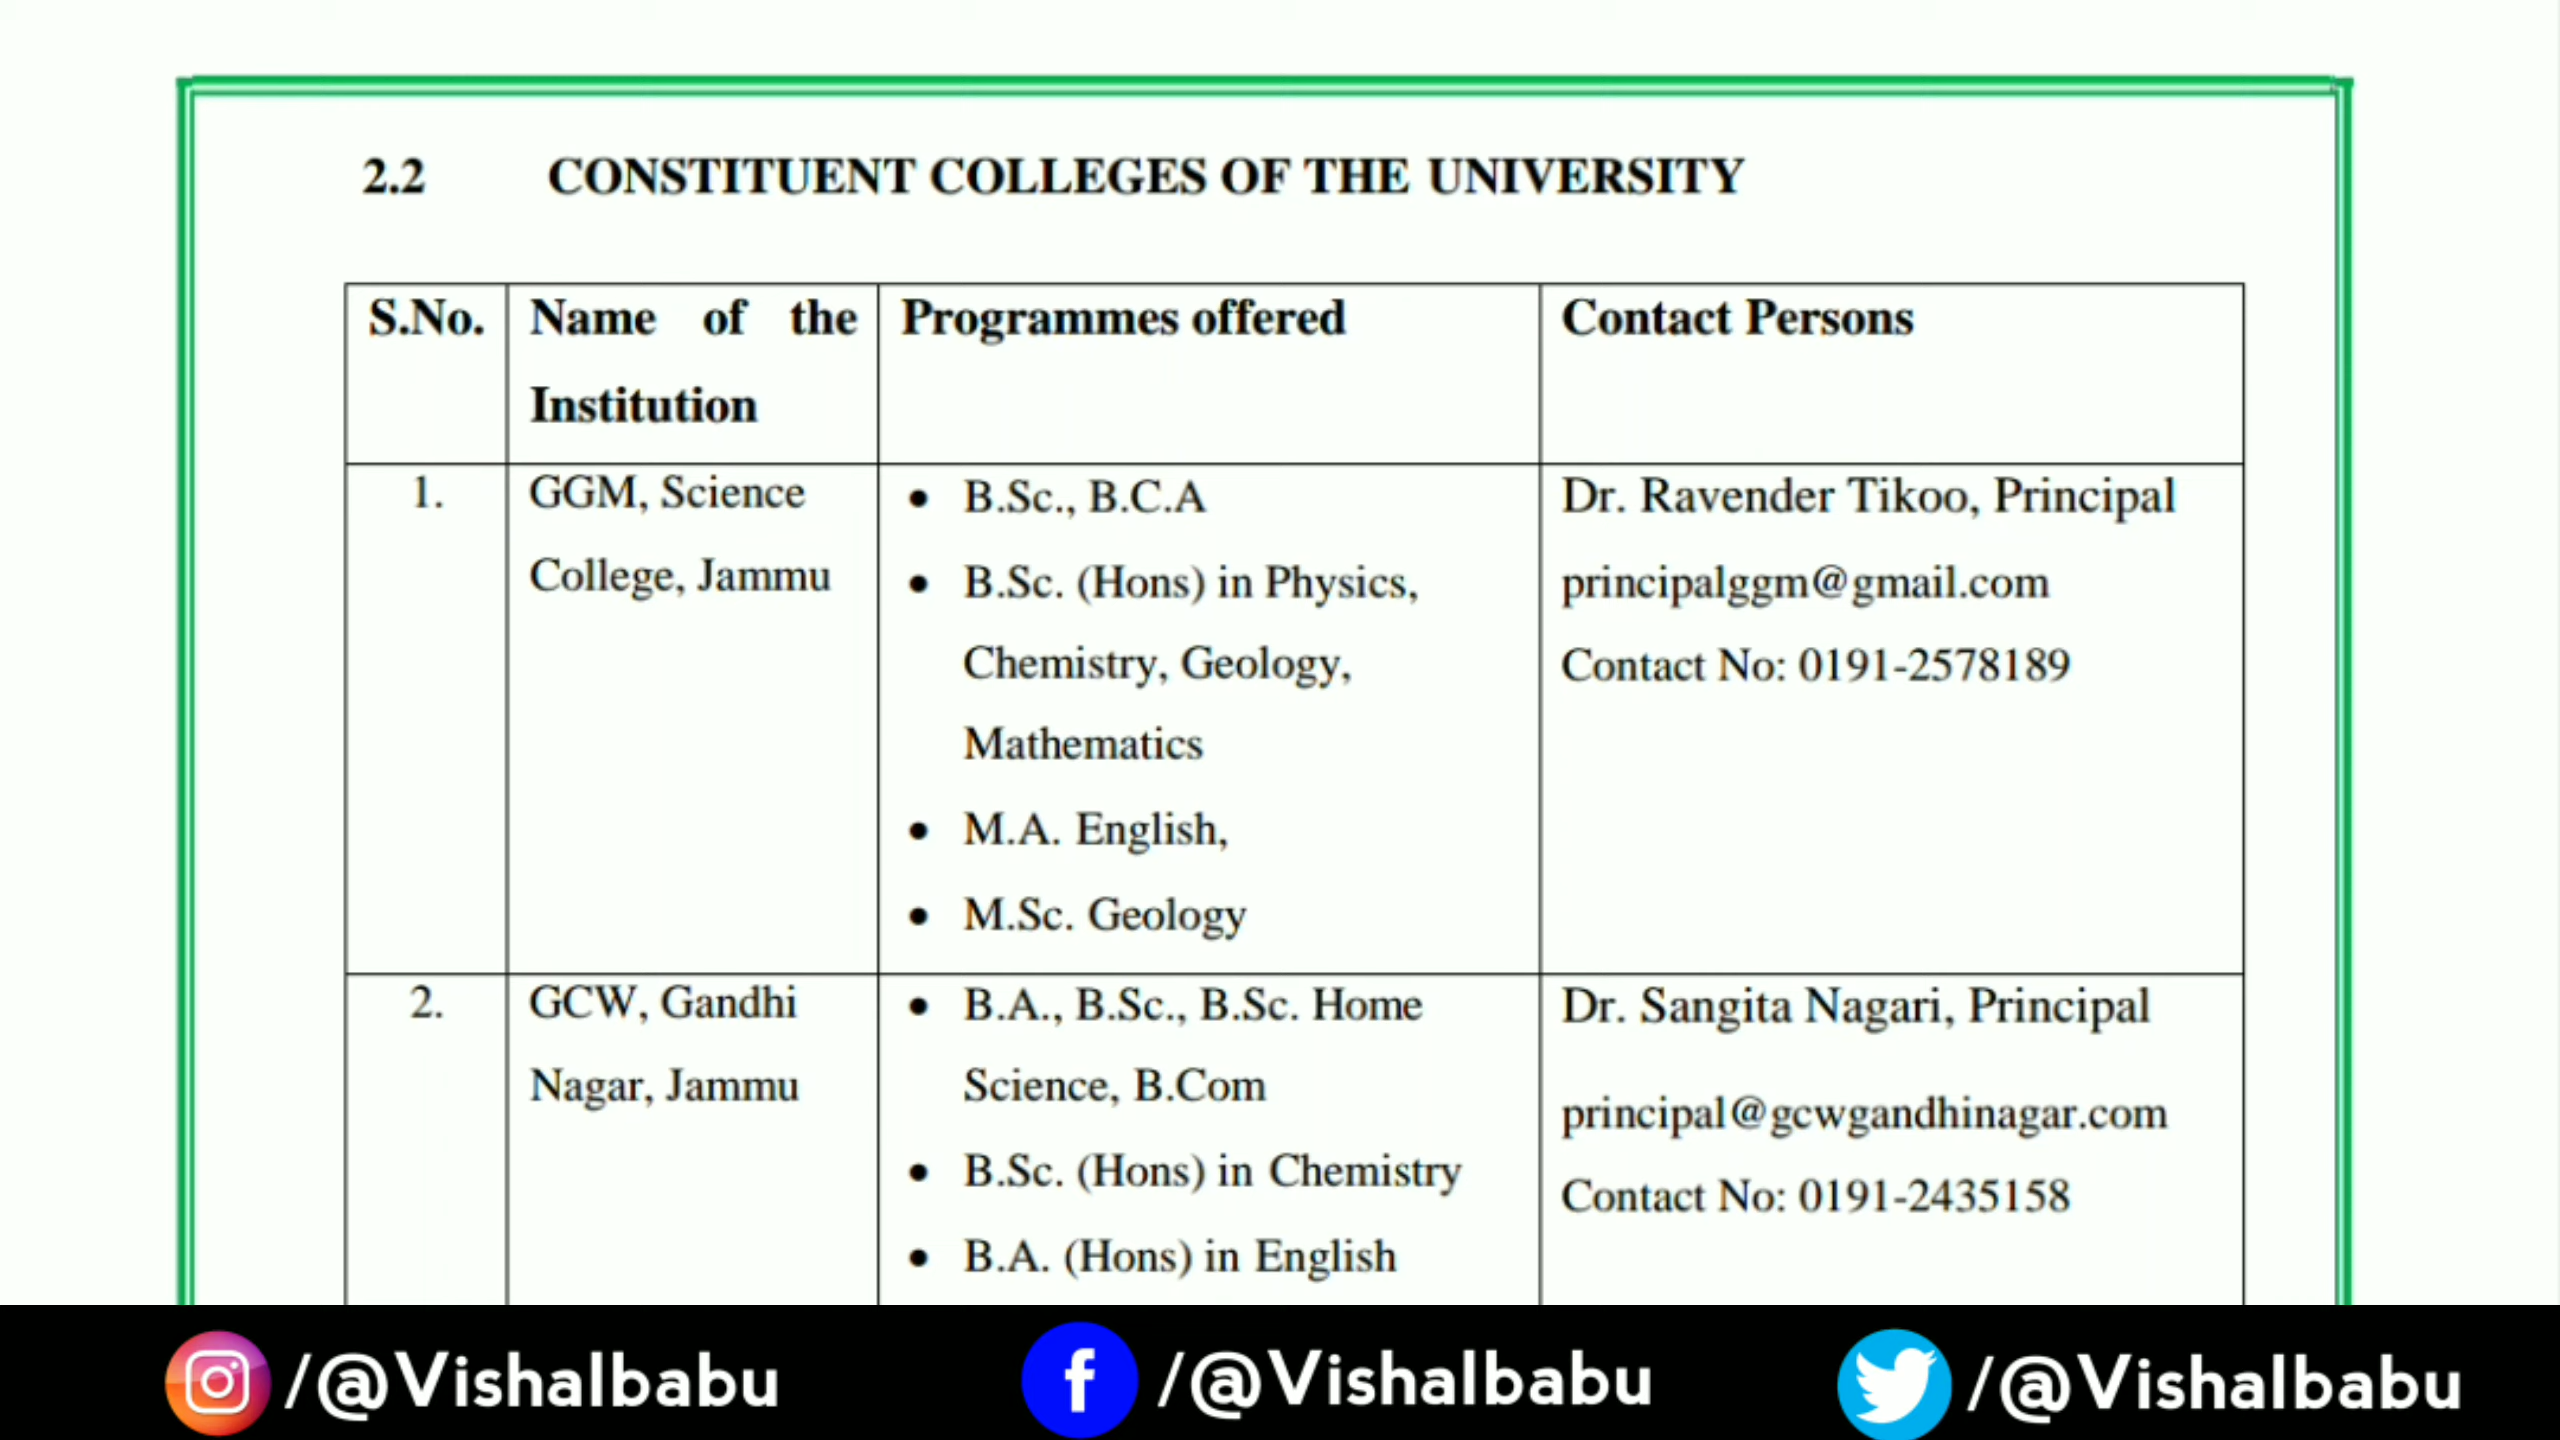 2.2 CONSTITUENT COLLEGES OF THE UNIVERSITY
S.No. Name of the Institution Programmes offered Contact Persons
1.
GGM, Science
College, Jammu
• B.Sc., B.C.A
• B.Sc. (Hons) in Physics,
Chemistry, Geology,
Mathematics
• M.A. English,
• M.Sc. Geology
Dr. Ravender Tikoo, Principal
principalggm@gmail.com
Contact No: 0191-2578189
2.
GCW, Gandhi
Nagar, Jammu
• B.A., B.Sc., B.Sc. Home
Science, B.Com
• B.Sc. (Hons) in Chemistry
• B.A. (Hons) in English
Dr. Sangita Nagari, Principal
principal@gcwgandhinagar.com
Contact No: 0191-2435158
/@Vishalbabu
/@Vishalbabu
/@Vishalbabu